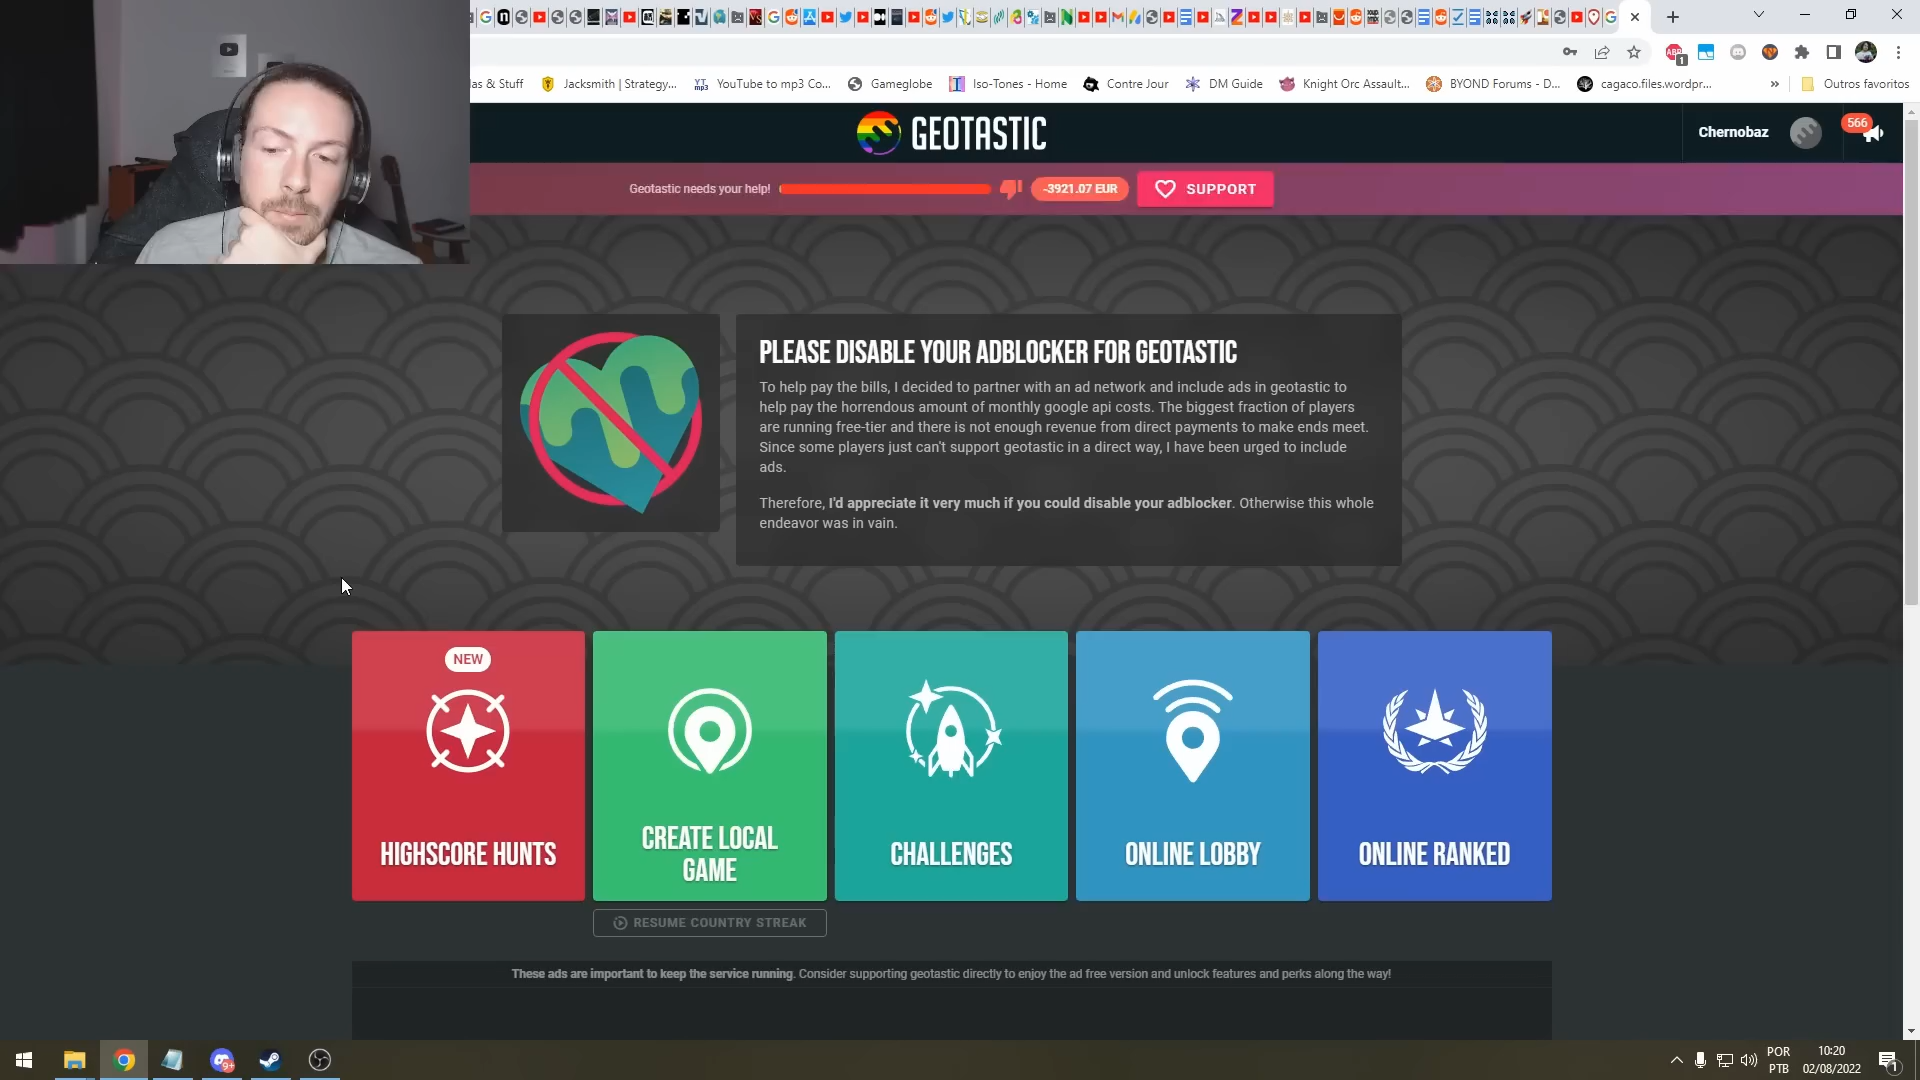 las & Stuff
Jacksmith | Strategy...
YouTube to mp3 Co...
Gameglobe
Iso-Tones - Home
Contre Jour
DM Guide
Knight Orc Assault...
BYOND Forums - D...
cagaco.files.wordpr...
»
Outros favoritos
GEOTASTIC
Chernobaz
566
Geotastic needs your help!
-3921.07 EUR
SUPPORT
PLEASE DISABLE YOUR ADBLOCKER FOR GEOTASTIC
To help pay the bills, I decided to partner with an ad network and include ads in geotastic to
help pay the horrendous amount of monthly google api costs. The biggest fraction of players
are running free-tier and there is not enough revenue from direct payments to make ends meet.
Since some players just can't support geotastic in a direct way, I have been urged to include
ads.
Therefore, I'd appreciate it very much if you could disable your adblocker. Otherwise this whole
endeavor was in vain.
NEW
HIGHSCORE HUNTS
CREATE LOCAL
GAME
CHALLENGES
ONLINE LOBBY
ONLINE RANKED
RESUME COUNTRY STREAK
These ads are important to keep the service running. Consider supporting geotastic directly to enjoy the ad free version and unlock features and perks along the way!
9+
POR
PTB
10:20
02/08/2022
1